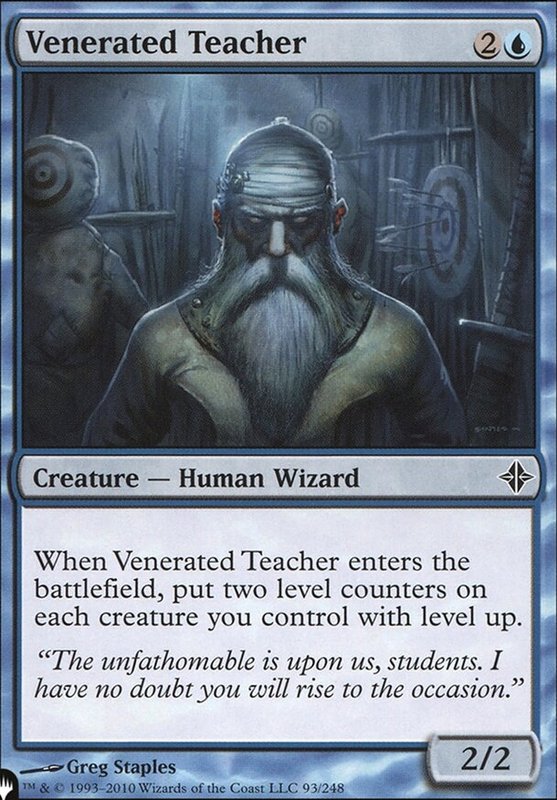 Venerated Teacher
2
Creature — Human Wizard
When Venerated Teacher enters the
battlefield, put two level counters on
each creature you control with level up.
“The unfathomable is upon us, students. I
have no doubt you will rise to the occasion.”
Greg Staples
2/2
™ & © 1993–2010 Wizards of the Coast LLC 93/248